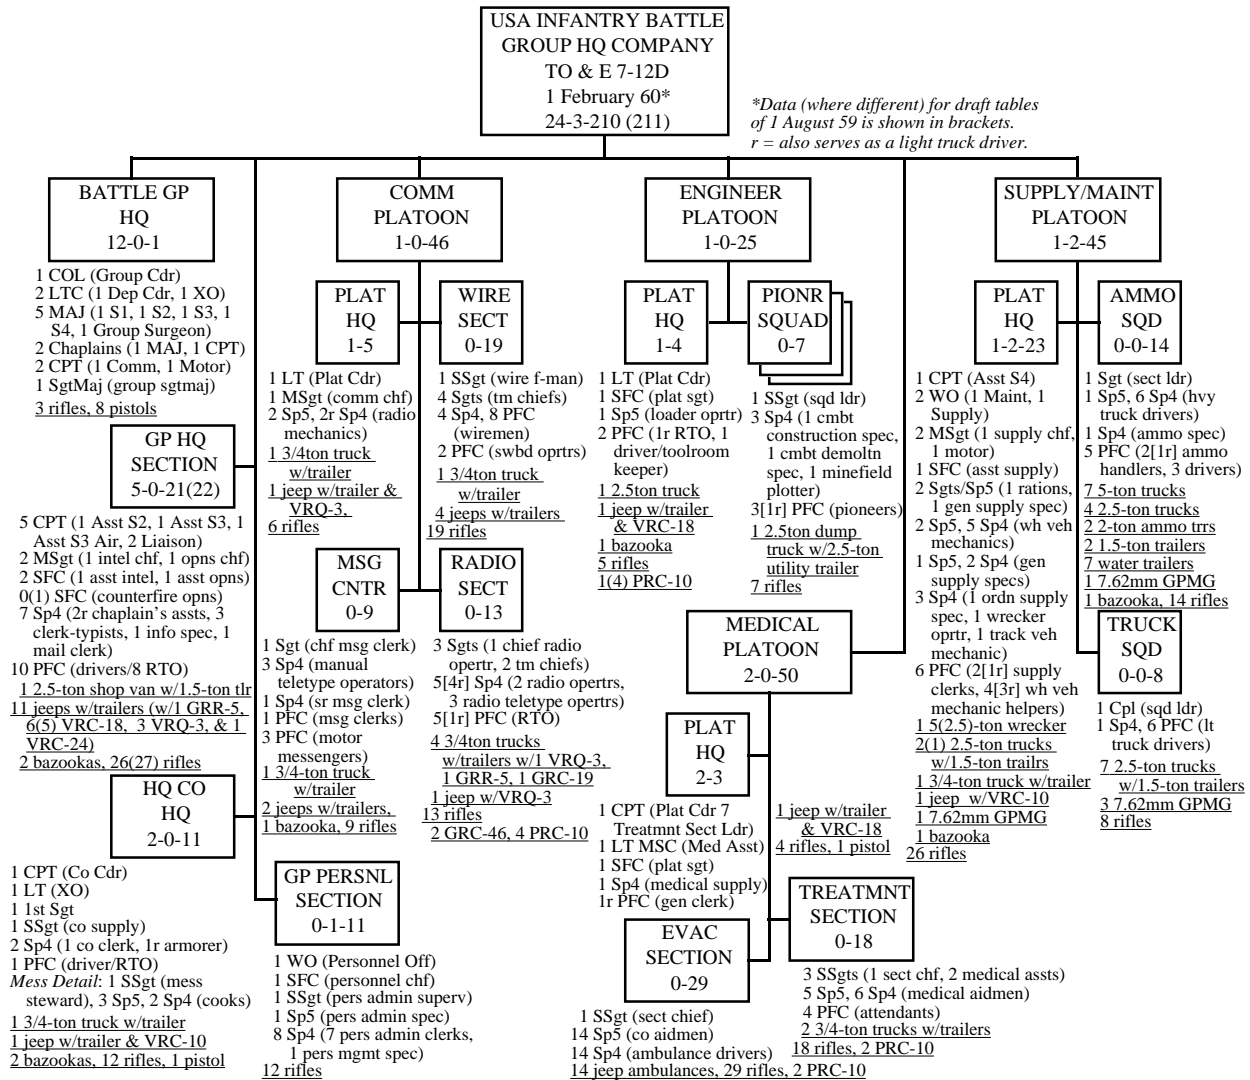 USA INFANTRY BATTLE
GROUP HQ COMPANY
TO & E 7-12D
1 February 60*
24-3-210 (211)
*Data (where different) for draft tables
of 1 August 59 is shown in brackets.
r = also serves as a light truck driver.
BATTLE GP
HQ
12-0-1
1 COL (Group Cdr)
2 LTC (1 Dep Cdr, 1 XO)
5 MAJ (1 S1, 1 S2, 1 S3, 1
S4, 1 Group Surgeon)
2 Chaplains (1 MAJ, 1 CPT)
2 CPT (1 Comm, 1 Motor)
1 SgtMaj (group sgtmaj)
3 rifles, 8 pistols
GP HQ
SECTION
5-0-21(22)
5 CPT (1 Asst S2, 1 Asst S3, 1
Asst S3 Air, 2 Liaison)
2 MSgt (1 intel chf, 1 opns chf)
2 SFC (1 asst intel, 1 asst opns)
0(1) SFC (counterfire opns)
7 Sp4 (2r chaplain's assts, 3
clerk-typists, 1 info spec, 1
mail clerk)
10 PFC (drivers/8 RTO)
1 2.5-ton shop van w/1.5-ton tlr
11 jeeps w/trailers (w/1 GRR-5,
6(5) VRC-18, 3 VRQ-3, & 1
VRC-24)
2 bazookas, 26(27) rifles
HQ CO
HQ
2-0-11
1 CPT (Co Cdr)
1 LT (XO)
1 1st Sgt
1 SSgt (co supply)
2 Sp4 (1 co clerk, 1r armorer)
1 PFC (driver/RTO)
Mess Detail: 1 SSgt (mess
steward), 3 Sp5, 2 Sp4 (cooks)
1 3/4-ton truck w/trailer
1 jeep w/trailer & VRC-10
2 bazookas, 12 rifles, 1 pistol
GP PERSNL
SECTION
0-1-11
1 WO (Personnel Off)
1 SFC (personnel chf)
1 SSgt (pers admin superv)
1 Sp5 (pers admin spec)
8 Sp4 (7 pers admin clerks,
1 pers mgmt spec)
12 rifles
COMM
PLATOON
1-0-46
PLAT
HQ
1-5
1 LT (Plat Cdr)
1 MSgt (comm chf)
2 Sp5, 2r Sp4 (radio
mechanics)
1 3/4ton truck
w/trailer
1 jeep w/trailer &
VRQ-3,
6 rifles
WIRE
SECT
0-19
1 SSgt (wire f-man)
4 Sgts (tm chiefs)
4 Sp4, 8 PFC
(wiremen)
2 PFC (swbd oprtrs)
1 3/4ton truck
w/trailer
4 jeeps w/trailers
19 rifles
MSG
CNTR
0-9
1 Sgt (chf msg clerk)
3 Sp4 (manual
teletype operators)
1 Sp4 (sr msg clerk)
1 PFC (msg clerks)
3 PFC (motor
messengers)
1 3/4-ton truck
w/trailer
2 jeeps w/trailers,
1 bazooka, 9 rifles
RADIO
SECT
0-13
3 Sgts (1 chief radio
opertr, 2 tm chiefs)
5[4r] Sp4 (2 radio opertrs,
3 radio teletype opertrs)
5[1r] PFC (RTO)
4 3/4ton trucks
w/trailers w/1 VRQ-3,
1 GRR-5, 1 GRC-19
1 jeep w/VRQ-3
13 rifles
2 GRC-46, 4 PRC-10
ENGINEER
PLATOON
1-0-25
PLAT
HQ
1-4
1 LT (Plat Cdr)
1 SFC (plat sgt)
1 Sp5 (loader oprtr)
2 PFC (1r RTO, 1
driver/toolroom
keeper)
1 2.5ton truck
1 jeep w/trailer
& VRC-18
1 bazooka
5 rifles
1(4) PRC-10
PIONR
SQUAD
0-7
1 SSgt (sqd ldr)
3 Sp4 (1 cmbt
construction spec,
1 cmbt demoltn
spec, 1 minefield
plotter)
3[1r] PFC (pioneers)
1 2.5ton dump
truck w/2.5-ton
utility trailer
7 rifles
MEDICAL
PLATOON
2-0-50
PLAT
HQ
2-3
1 CPT (Plat Cdr 7
Treatmnt Sect Ldr)
1 LT MSC (Med Asst)
1 SFC (plat sgt)
1 Sp4 (medical supply)
1r PFC (gen clerk)
1 jeep w/trailer
& VRC-18
4 rifles, 1 pistol
EVAC
SECTION
0-29
1 SSgt (sect chief)
14 Sp5 (co aidmen)
14 Sp4 (ambulance drivers)
14 jeep ambulances, 29 rifles, 2 PRC-10
TREATMNT
SECTION
0-18
3 SSgts (1 sect chf, 2 medical assts)
5 Sp5, 6 Sp4 (medical aidmen)
4 PFC (attendants)
2 3/4-ton trucks w/trailers
18 rifles, 2 PRC-10
SUPPLY/MAINT
PLATOON
1-2-45
PLAT
HQ
1-2-23
1 CPT (Asst S4)
2 WO (1 Maint, 1
Supply)
2 MSgt (1 supply chf,
1 motor)
1 SFC (asst supply)
2 Sgts/Sp5 (1 rations,
1 gen supply spec)
2 Sp5, 5 Sp4 (wh veh
mechanics)
1 Sp5, 2 Sp4 (gen
supply specs)
3 Sp4 (1 ordn supply
spec, 1 wrecker
oprtr, 1 track veh
mechanic)
6 PFC (2[1r] supply
clerks, 4[3r] wh veh
mechanic helpers)
1 5(2.5)-ton wrecker
2(1) 2.5-ton trucks
w/1.5-ton trailrs
1 3/4-ton truck w/trailer
1 jeep w/VRC-10
1 7.62mm GPMG
1 bazooka
26 rifles
AMMO
SQD
0-0-14
1 Sgt (sect ldr)
1 Sp5, 6 Sp4 (hvy
truck drivers)
1 Sp4 (ammo spec)
5 PFC (2[1r] ammo
handlers, 3 drivers)
7 5-ton trucks
4 2.5-ton trucks
2 2-ton ammo trrs
2 1.5-ton trailers
7 water trailers
1 7.62mm GPMG
1 bazooka, 14 rifles
TRUCK
SQD
0-0-8
1 Cpl (sqd ldr)
1 Sp4, 6 PFC (lt
truck drivers)
7 2.5-ton trucks
w/1.5-ton trailers
3 7.62mm GPMG
8 rifles